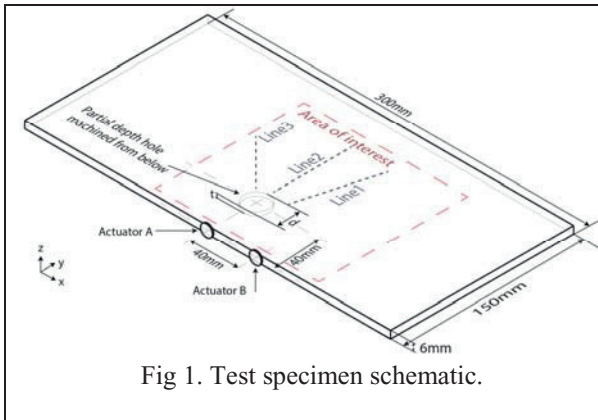 300mm
Partial depth hole
machined from below
Line3
Area of interest
Line2
Line1
t
d
Actuator A
40mm
40mm
Actuator B
z
y
x
150mm
6mm
Fig 1. Test specimen schematic.